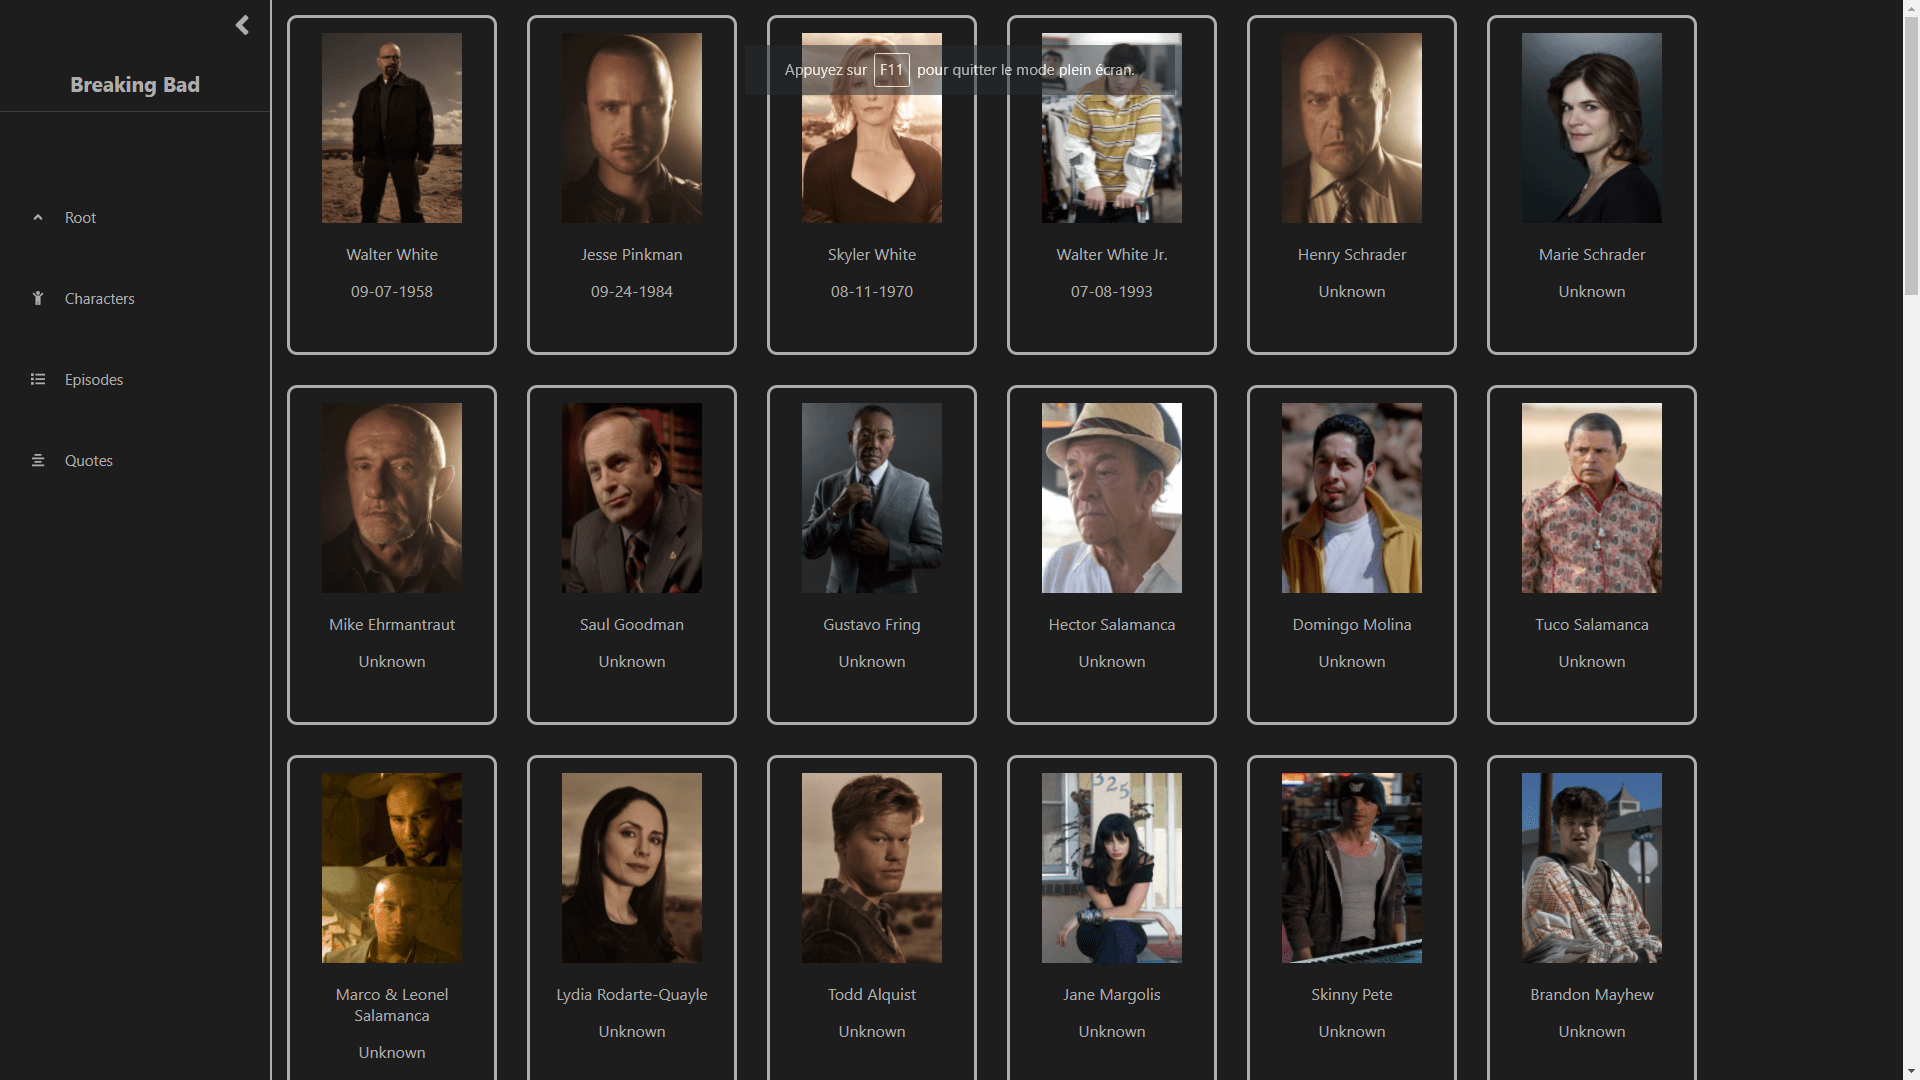 Breaking Bad
Root
Characters
Episodes
Quotes
Appuyez sur F11 pour quitter le mode plein écran.
Walter White
09-07-1958
Jesse Pinkman
09-24-1984
Skyler White
08-11-1970
Walter White Jr.
07-08-1993
Henry Schrader
Unknown
Marie Schrader
Unknown
Mike Ehrmantraut
Unknown
Saul Goodman
Unknown
Gustavo Fring
Unknown
Hector Salamanca
Unknown
Domingo Molina
Unknown
Tuco Salamanca
Unknown
325
Marco & Leonel
Salamanca
Unknown
Lydia Rodarte-Quayle
Unknown
Todd Alquist
Unknown
Jane Margolis
Unknown
Skinny Pete
Unknown
Brandon Mayhew
Unknown